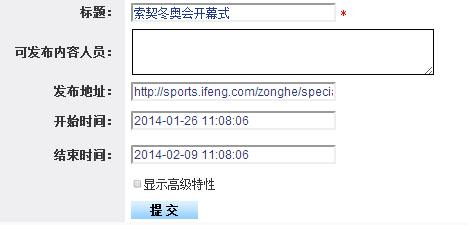 标题: 索契冬奥会开幕式 *
可发布内容人员:
发布地址: http://sports.ifeng.com/zonghe/specia
开始时间: 2014-01-26 11:08:06
结束时间: 2014-02-09 11:08:06
显示高级特性
提 交